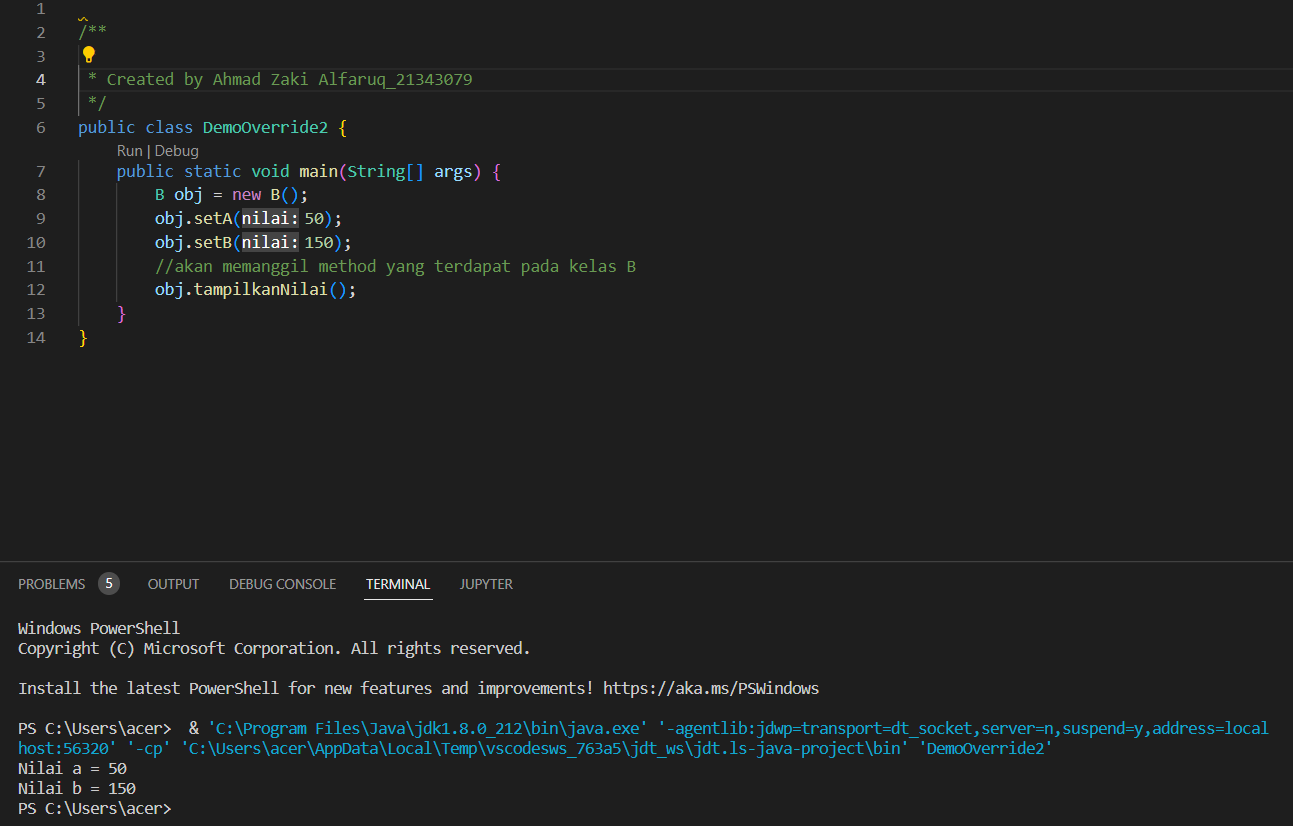 1
2 /**
3
4 * Created by Ahmad Zaki Alfaruq_21343079
5 */
6 public class DemoOverride2 {
Run | Debug
7 public static void main(String[] args) {
8 B obj = new B();
9 obj.setA(nilai: 50);
10 obj.setB(nilai: 150);
11 //akan memanggil method yang terdapat pada kelas B
12 obj.tampilkanNilai();
13 }
14 }
PROBLEMS 5 OUTPUT DEBUG CONSOLE TERMINAL JUPYTER
Windows PowerShell
Copyright (C) Microsoft Corporation. All rights reserved.
Install the latest PowerShell for new features and improvements! https://aka.ms/PSWindows
PS C:\Users\acer>  & 'C:\Program Files\Java\jdk1.8.0_212\bin\java.exe' '-agentlib:jdwp=transport=dt_socket,server=n,suspend=y,address=local
host:56320' '-cp' 'C:\Users\acer\AppData\Local\Temp\vscodesws_763a5\jdt_ws\jdt.ls-java-project\bin' 'DemoOverride2'
Nilai a = 50
Nilai b = 150
PS C:\Users\acer>